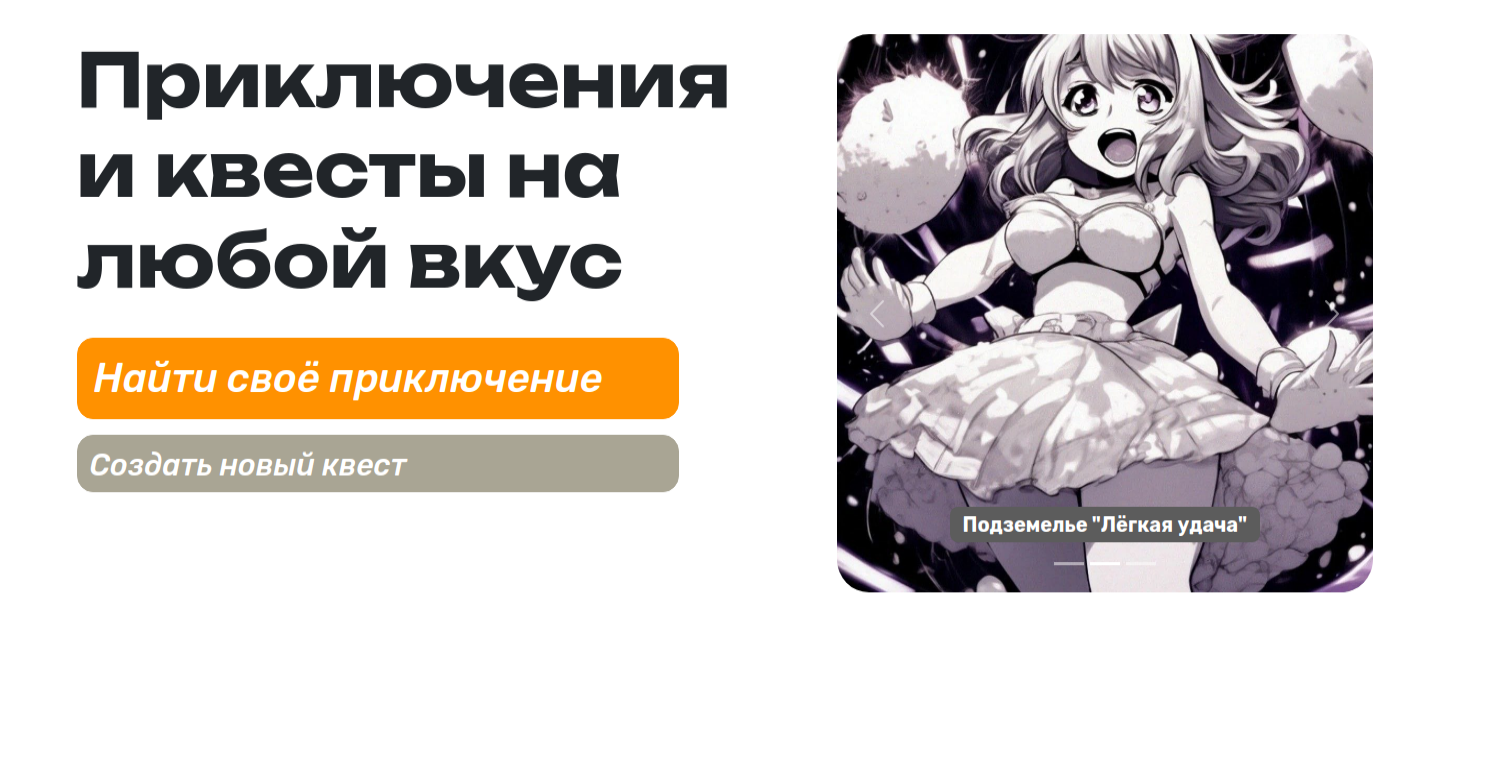 Приключения
и квесты на
любой вкус
Найти своё приключение
Создать новый квест
Подземелье "Лёгкая удача"